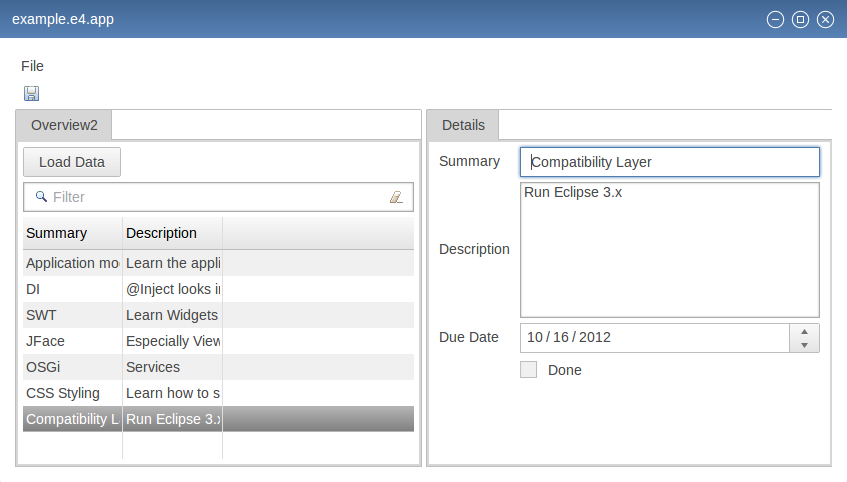 example.e4.app
File
Overview2
Load Data
Filter
Summary Description
Application mo Learn the appli
DI @Inject looks i
SWT Learn Widgets
JFace Especially View
OSGi Services
CSS Styling Learn how to s
Compatibility L Run Eclipse 3.x
Details
Summary Compatibility Layer
Description Run Eclipse 3.x
Due Date 10 / 16 / 2012
Done